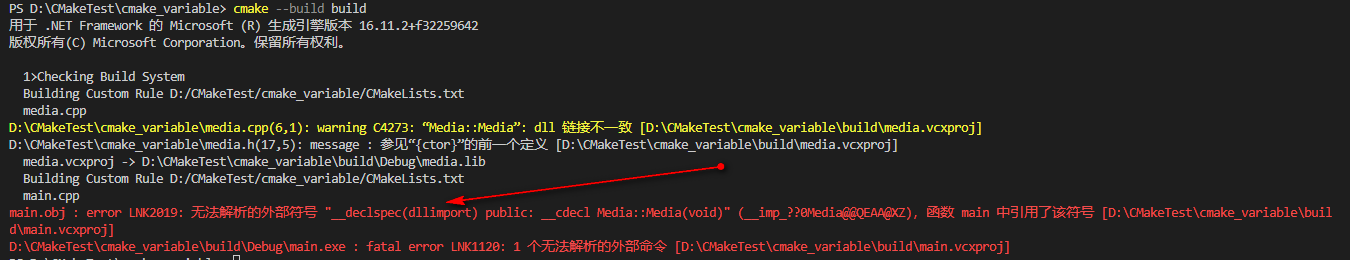 PS D:\CMakeTest\cmake_variable> cmake --build build
用于 .NET Framework 的 Microsoft (R) 生成引擎版本 16.11.2+f32259642
版权所有(C) Microsoft Corporation。保留所有权利。
1>Checking Build System
Building Custom Rule D:/CMakeTest/cmake_variable/CMakeLists.txt
media.cpp
D:\CMakeTest\cmake_variable\media.cpp(6,1): warning C4273: “Media::Media”: dll 链接不一致 [D:\CMakeTest\cmake_variable\build\media.vcxproj]
D:\CMakeTest\cmake_variable\media.h(17,5): message : 参见“{ctor}”的前一个定义 [D:\CMakeTest\cmake_variable\build\media.vcxproj]
media.vcxproj -> D:\CMakeTest\cmake_variable\build\Debug\media.lib
Building Custom Rule D:/CMakeTest/cmake_variable/CMakeLists.txt
main.cpp
main.obj : error LNK2019: 无法解析的外部符号 "__declspec(dllimport) public: __cdecl Media::Media(void)" (__imp_??0Media@@QEAA@XZ)，函数 main 中引用了该符号 [D:\CMakeTest\cmake_variable\buil
d\main.vcxproj]
D:\CMakeTest\cmake_variable\build\Debug\main.exe : fatal error LNK1120: 1 个无法解析的外部命令 [D:\CMakeTest\cmake_variable\build\main.vcxproj]